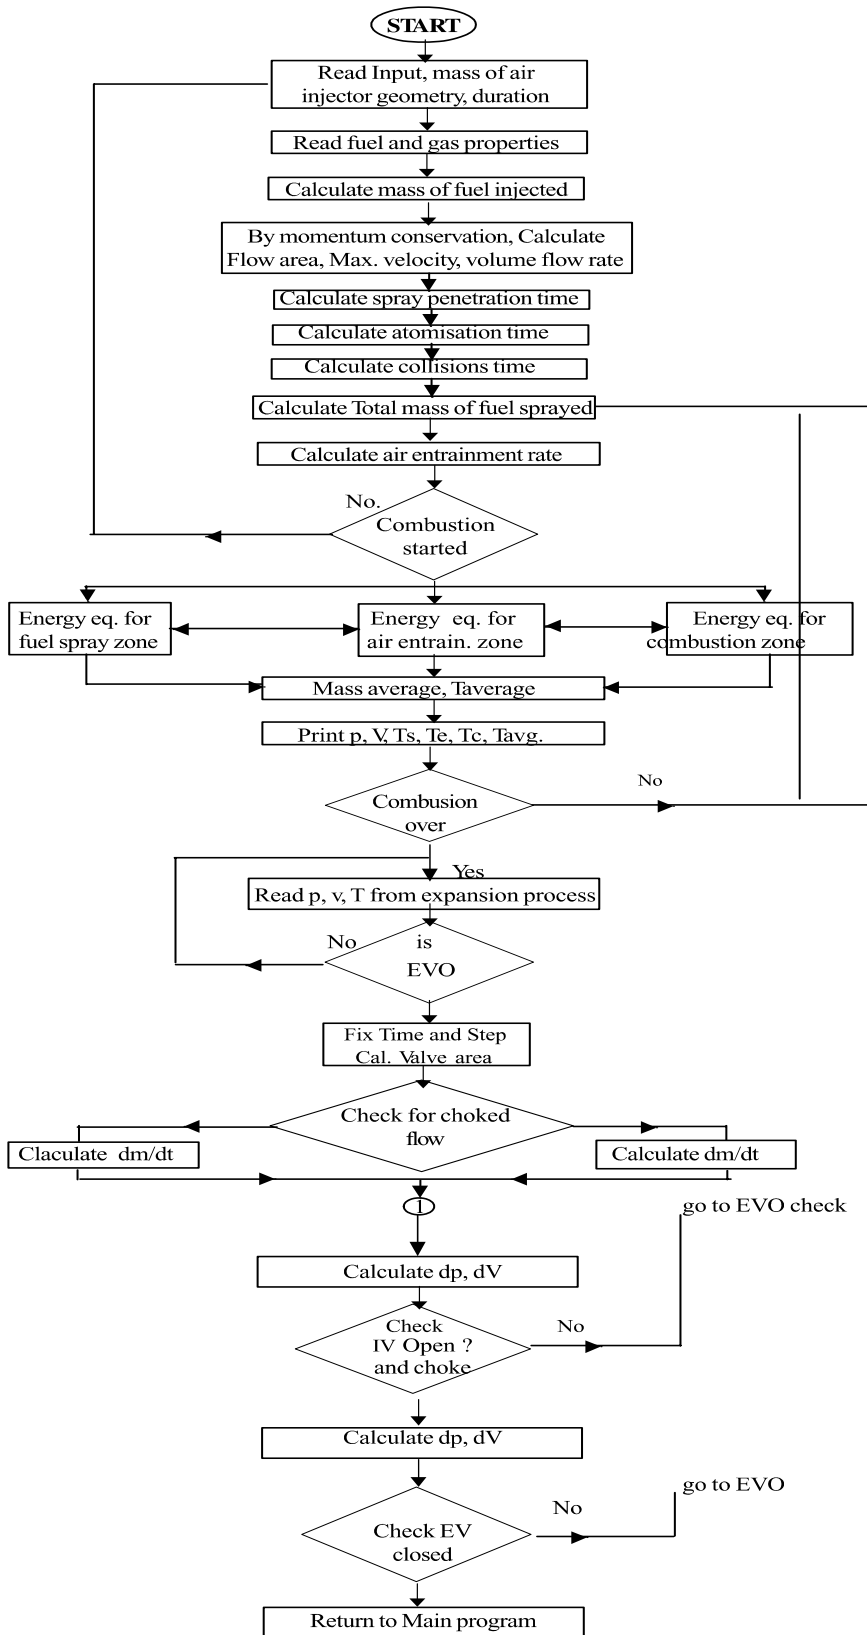 START
Read Input, mass of air
injector geometry, duration
Read fuel and gas properties
Calculate mass of fuel injected
By momentum conservation, Calculate
Flow area, Max. velocity, volume flow rate
Calculate spray penetration time
Calculate atomisation time
Calculate collisions time
Calculate Total mass of fuel sprayed
Calculate air entrainment rate
No.
Combustion
started
Energy eq. for
fuel spray zone
Energy eq. for
air entrain. zone
Energy eq. for
combustion zone
Mass average, Taverage
Print p, V, Ts, Te, Tc, Tavg.
No
Combusion
over
Yes
Read p, v, T from expansion process
No
is
EVO
Fix Time and Step
Cal. Valve area
Check for choked
flow
Claculate dm/dt
Calculate dm/dt
1
go to EVO check
Calculate dp, dV
Check
IV Open ?
and choke
No
Calculate dp, dV
go to EVO
No
Check EV
closed
Return to Main program